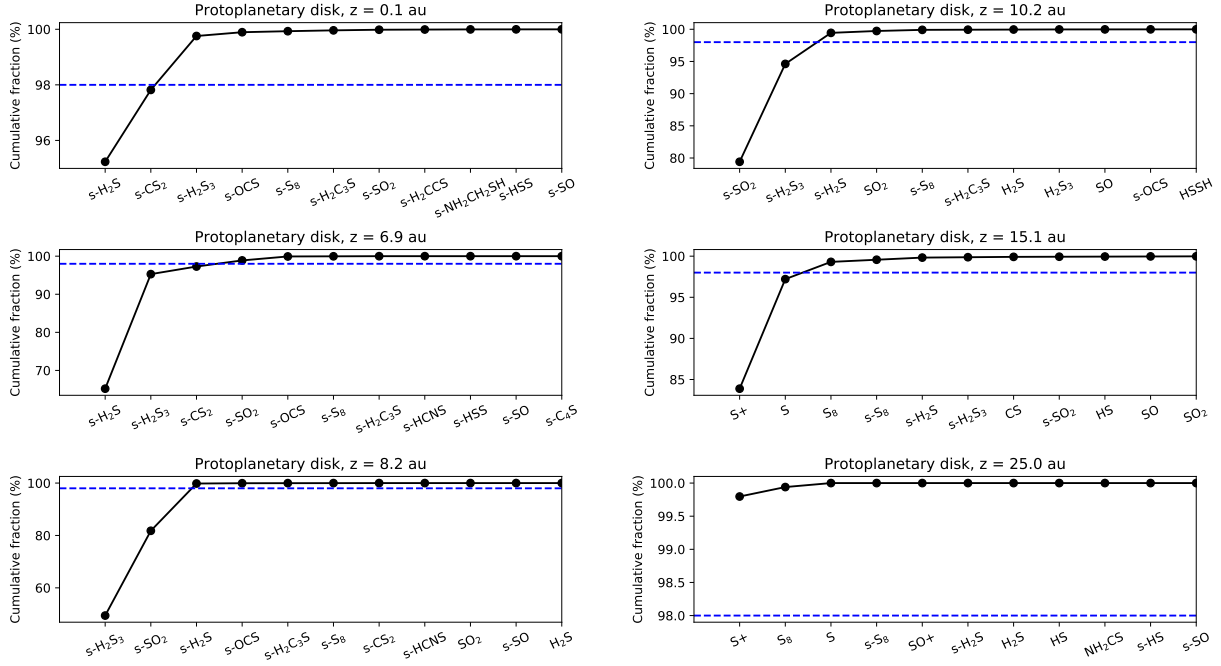 Protoplanetary disk, z = 0.1 au
Cumulative fraction (%)
100
98
96
s-H₂S s-CS₂ s-H₂S₃ s-OCS s-S₈ s-H₂C₃S s-SO₂ s-H₂CCS s-NH₂CH₂SH s-HSS s-SO
Protoplanetary disk, z = 10.2 au
Cumulative fraction (%)
100
95
90
85
80
s-SO₂ s-H₂S₃ s-H₂S SO₂ s-S₈ s-H₂C₃S H₂S H₂S₃ SO s-OCS HSSH
Protoplanetary disk, z = 6.9 au
Cumulative fraction (%)
100
90
80
70
s-H₂S s-H₂S₃ s-CS₂ s-SO₂ s-OCS s-S₈ s-H₂C₃S s-HCNS s-HSS s-SO s-C₄S
Protoplanetary disk, z = 15.1 au
Cumulative fraction (%)
100
95
90
85
S+ S S₈ s-S₈ s-H₂S s-H₂S₃ CS s-SO₂ HS SO SO₂
Protoplanetary disk, z = 8.2 au
Cumulative fraction (%)
100
80
60
s-H₂S₃ s-SO₂ s-H₂S s-OCS s-H₂C₃S s-S₈ s-CS₂ s-HCNS SO₂ s-SO H₂S
Protoplanetary disk, z = 25.0 au
Cumulative fraction (%)
100.0
99.5
99.0
98.5
98.0
S+ S₈ S s-S₈ SO+ s-H₂S H₂S HS NH₂CS s-HS s-SO